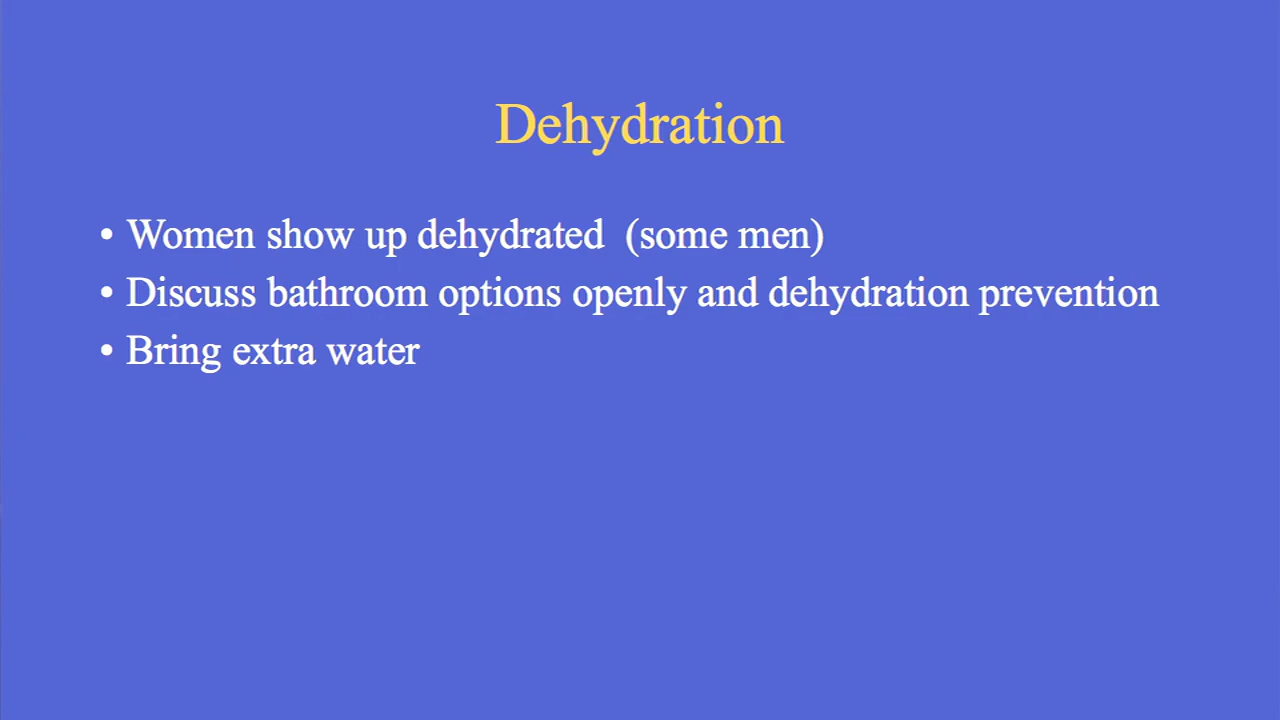 Dehydration
• Women show up dehydrated  (some men)
• Discuss bathroom options openly and dehydration prevention
• Bring extra water